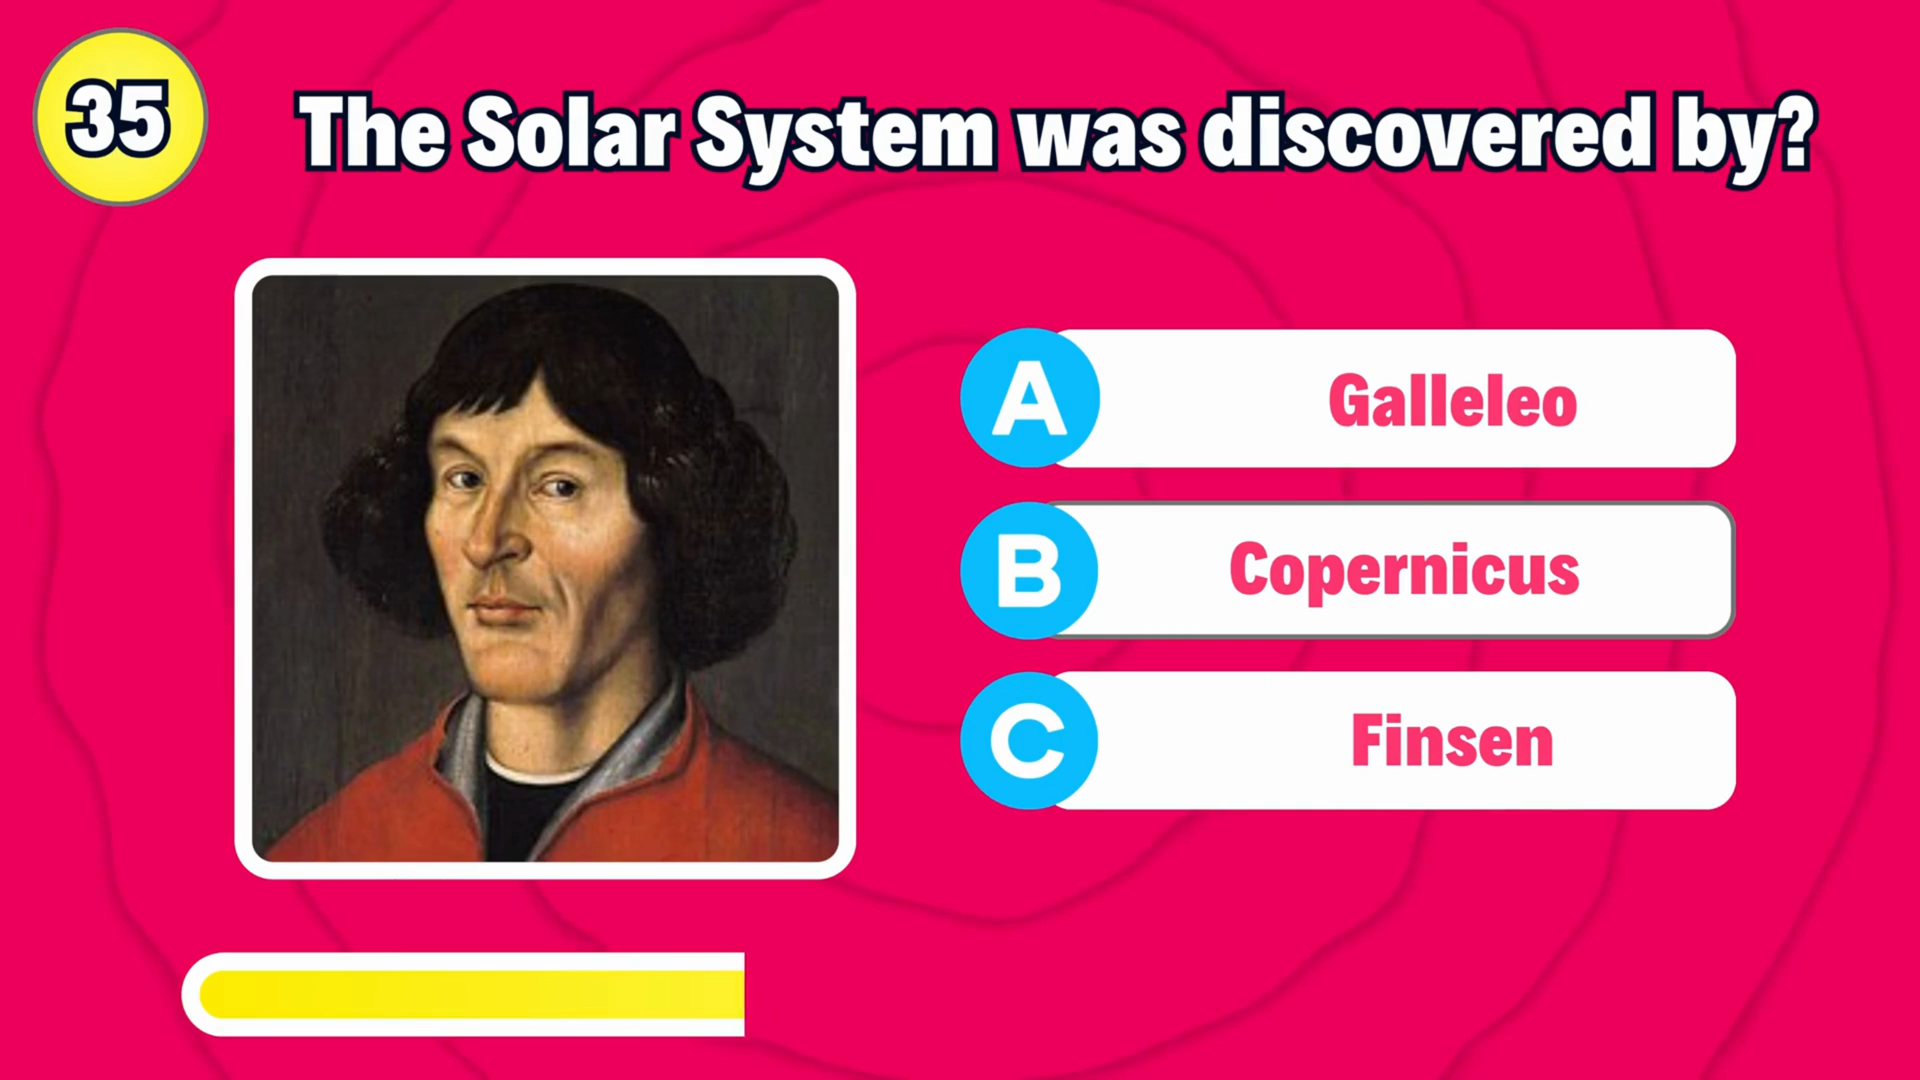 35
The Solar System was discovered by?
A Galleleo
B Copernicus
C Finsen